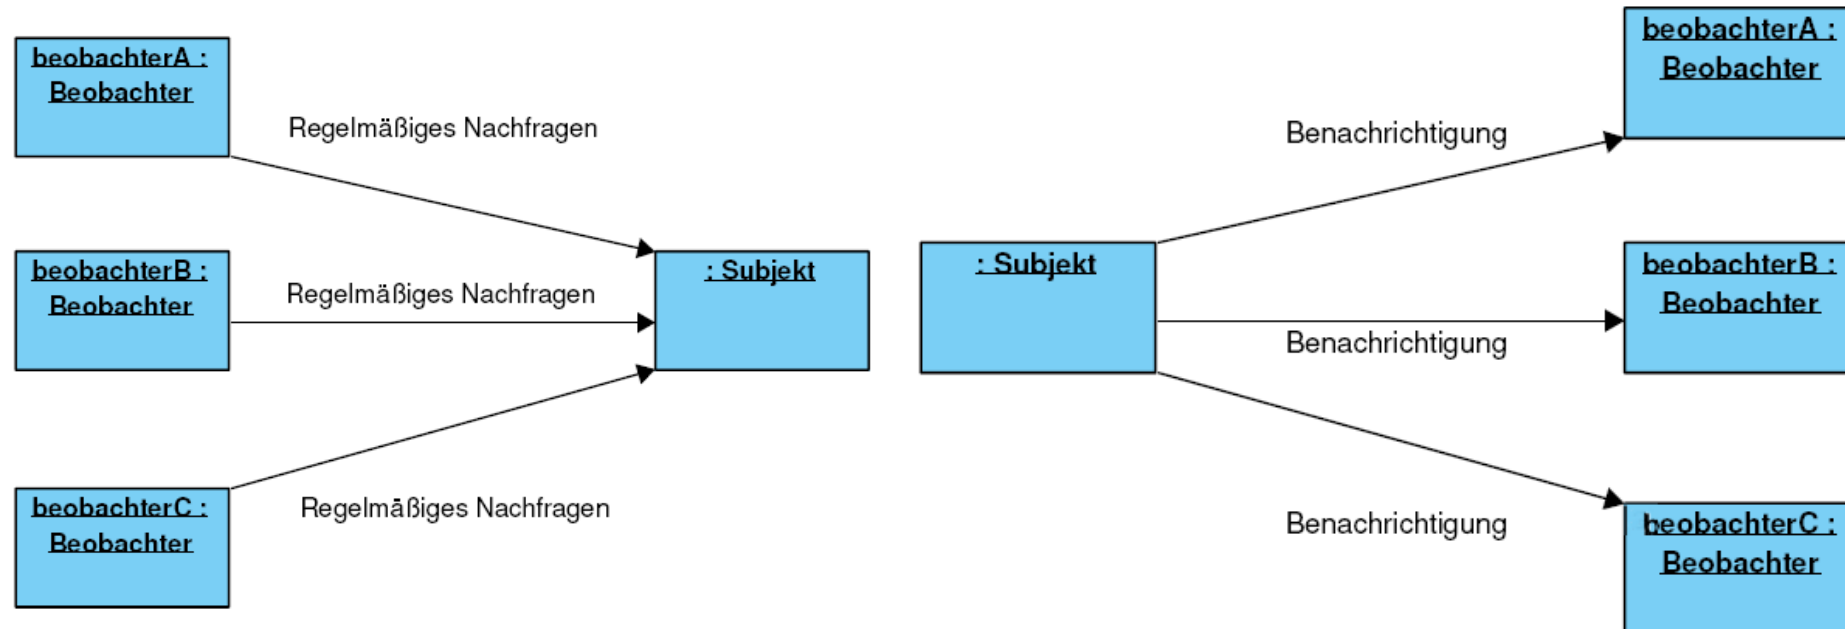 beobachterA :
Beobachter
Regelmäßiges Nachfragen
beobachterB :
Beobachter
Regelmäßiges Nachfragen
: Subjekt
beobachterC :
Beobachter
Regelmäßiges Nachfragen
: Subjekt
Benachrichtigung
beobachterA :
Beobachter
Benachrichtigung
beobachterB :
Beobachter
Benachrichtigung
beobachterC :
Beobachter